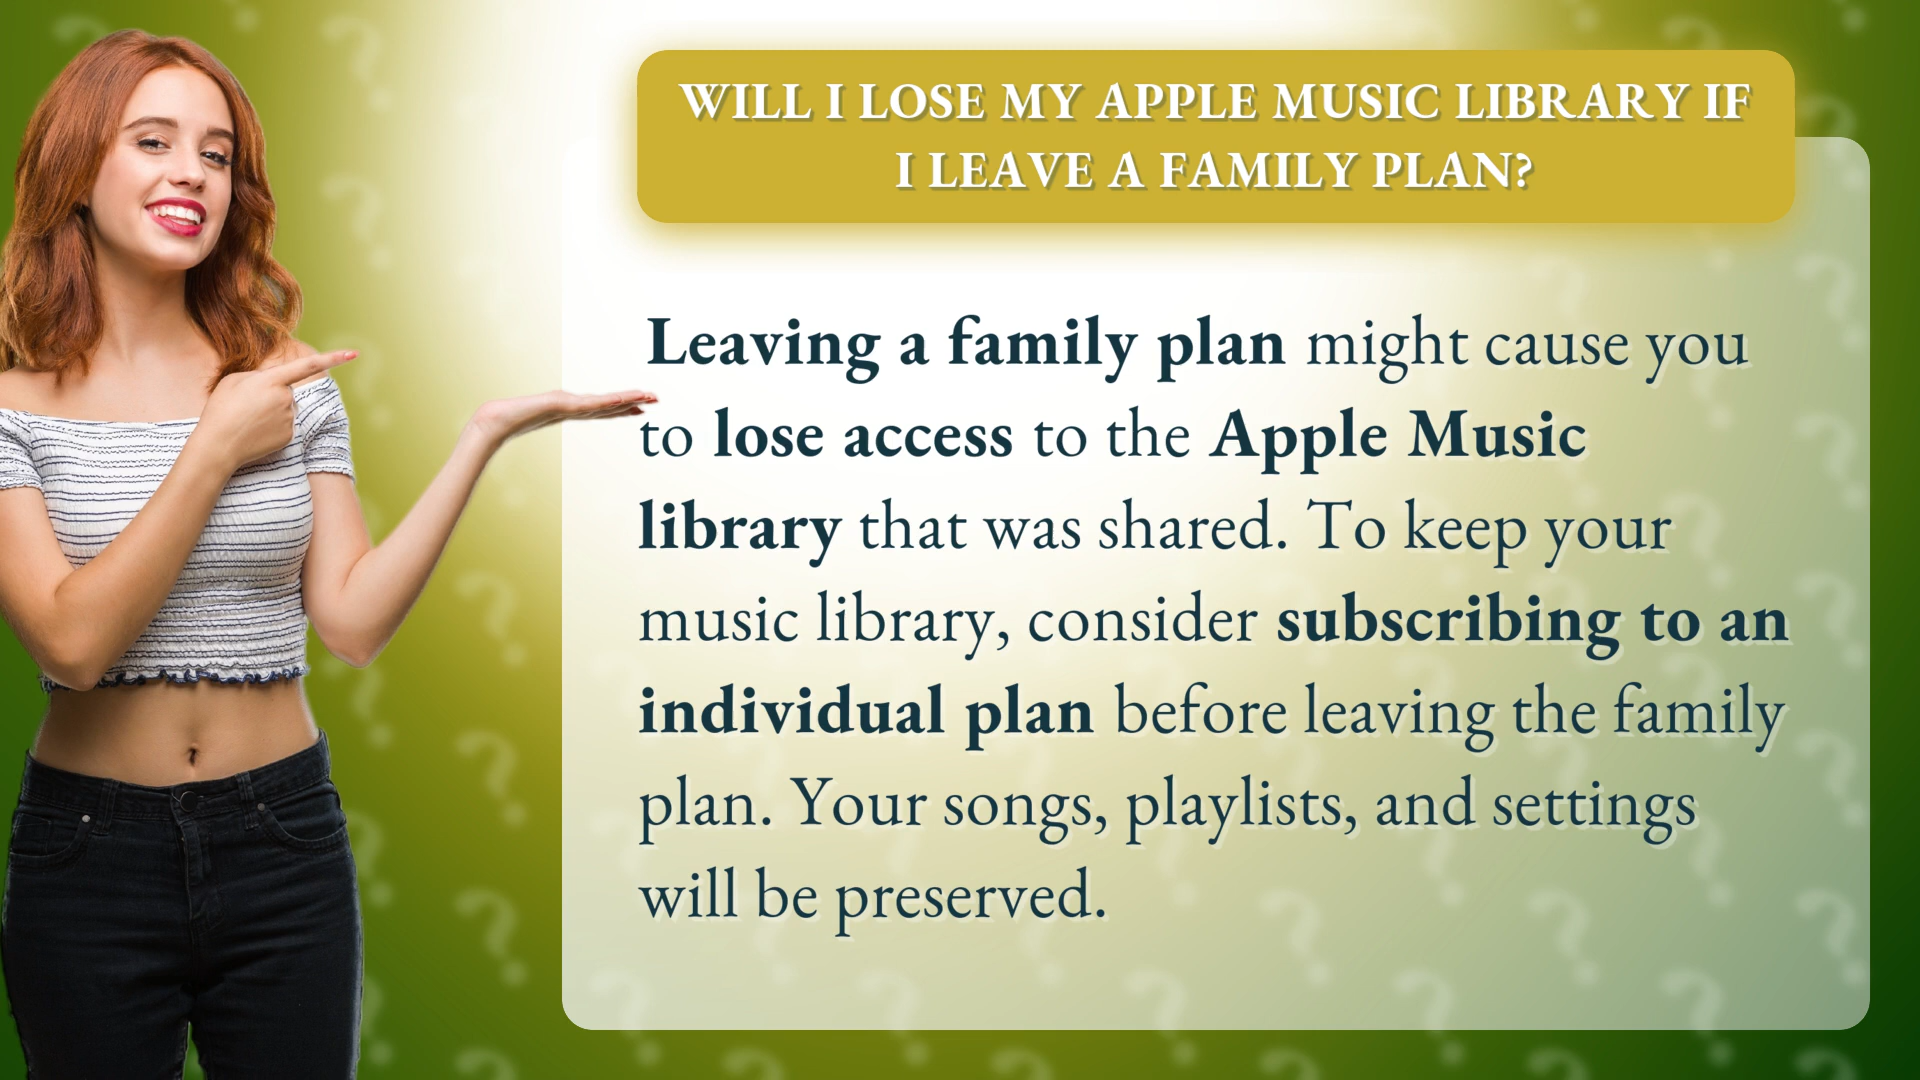 WILL I LOSE MY APPLE MUSIC LIBRARY IF
I LEAVE A FAMILY PLAN?
Leaving a family plan might cause you
to lose access to the Apple Music
library that was shared. To keep your
music library, consider subscribing to an
individual plan before leaving the family
plan. Your songs, playlists, and settings
will be preserved.